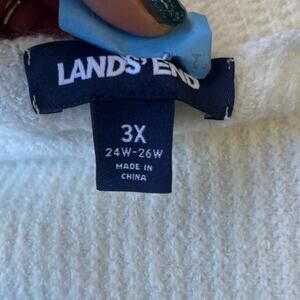 LANDS' END
3X
24W-26W
MADE IN
CHINA